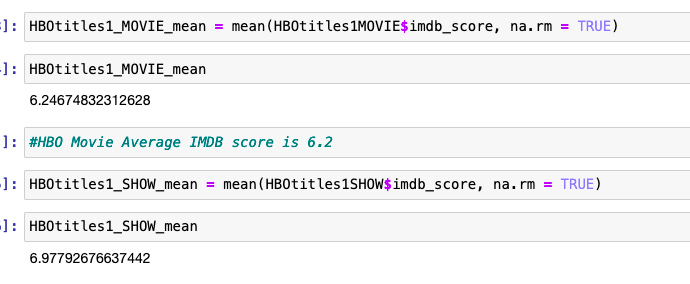 ]: HBOtitles1_MOVIE_mean = mean(HBOtitles1MOVIE$imdb_score, na.rm = TRUE)
]: HBOtitles1_MOVIE_mean
6.24674832312628
]: #HBO Movie Average IMDB score is 6.2
]: HBOtitles1_SHOW_mean = mean(HBOtitles1SHOW$imdb_score, na.rm = TRUE)
]: HBOtitles1_SHOW_mean
6.97792676637442